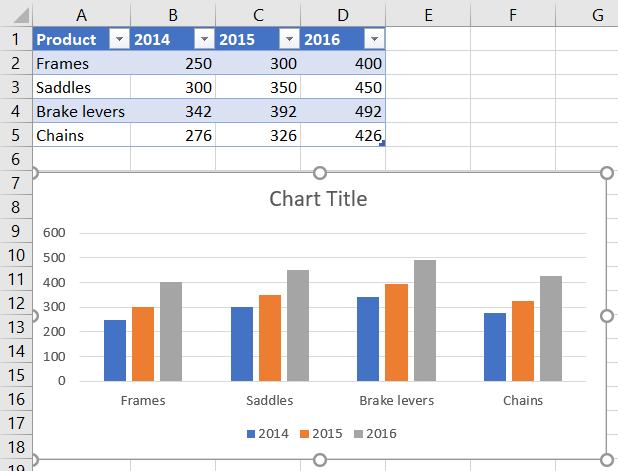 A B C D E F G
1 Product 2014 2015 2016
2 Frames 250 300 400
3 Saddles 300 350 450
4 Brake levers 342 392 492
5 Chains 276 326 426
6
7
8 Chart Title
9 600
10 500
11 400
12 300
13 200
14 100
15 0
16 Frames Saddles Brake levers Chains
17
18 2014 2015 2016
19